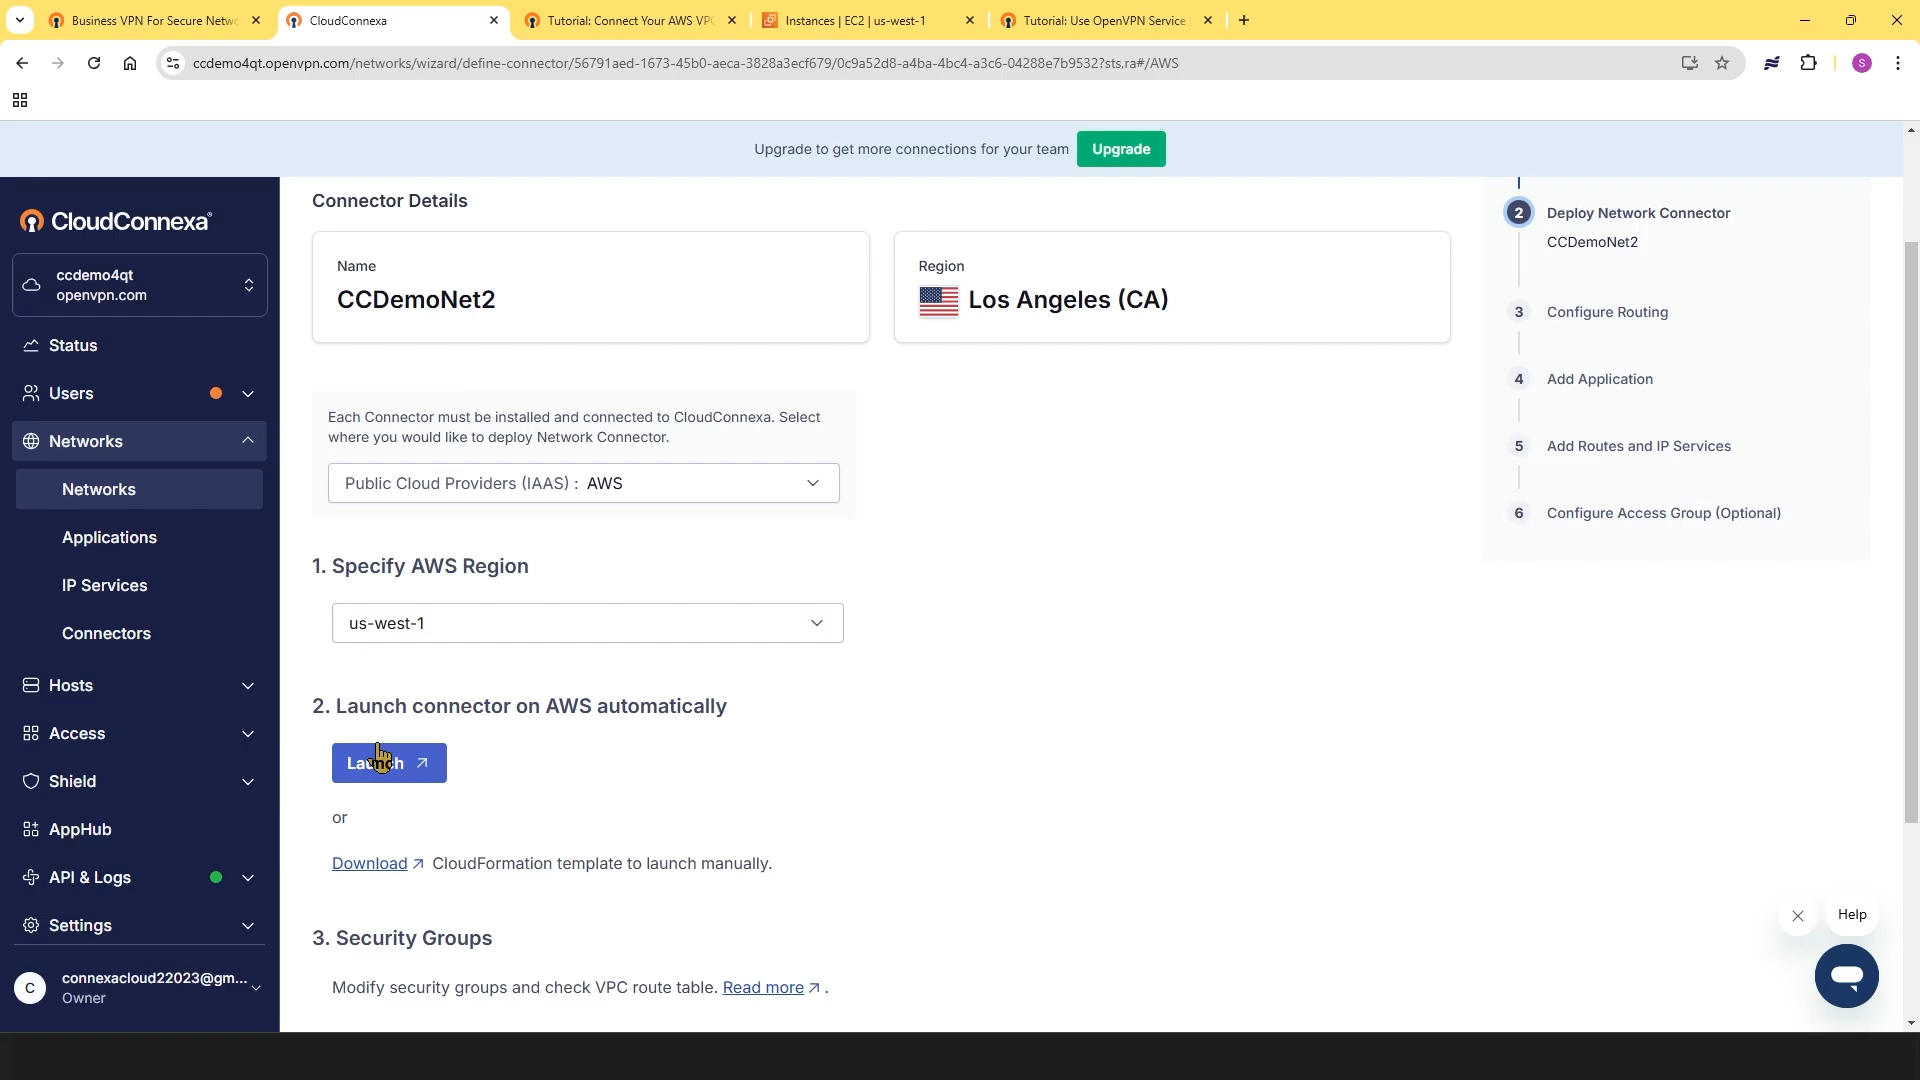 Business VPN For Secure Netwo
CloudConnexa
Tutorial: Connect Your AWS VPC
Instances | EC2 | us-west-1
Tutorial: Use OpenVPN Service
ccdemo4qt.openvpn.com/networks/wizard/define-connector/56791aed-1673-45b0-aeca-3828a3ecf679/0c9a52d8-a4ba-4bc4-a3c6-04288e7b9532?sts,ra#/AWS
S
Upgrade to get more connections for your team
Upgrade
CloudConnexa®
ccdemo4qt
openvpn.com
Status
Users
Networks
Networks
Applications
IP Services
Connectors
Hosts
Access
Shield
AppHub
API & Logs
Settings
C
connexacloud22023@gm...
Owner
Connector Details
Name
CCDemoNet2
Region
Los Angeles (CA)
Each Connector must be installed and connected to CloudConnexa. Select
where you would like to deploy Network Connector.
Public Cloud Providers (IAAS) : AWS
1. Specify AWS Region
us-west-1
2. Launch connector on AWS automatically
Launch
or
Download CloudFormation template to launch manually.
3. Security Groups
Modify security groups and check VPC route table. Read more .
2 Deploy Network Connector
CCDemoNet2
3 Configure Routing
4 Add Application
5 Add Routes and IP Services
6 Configure Access Group (Optional)
Help